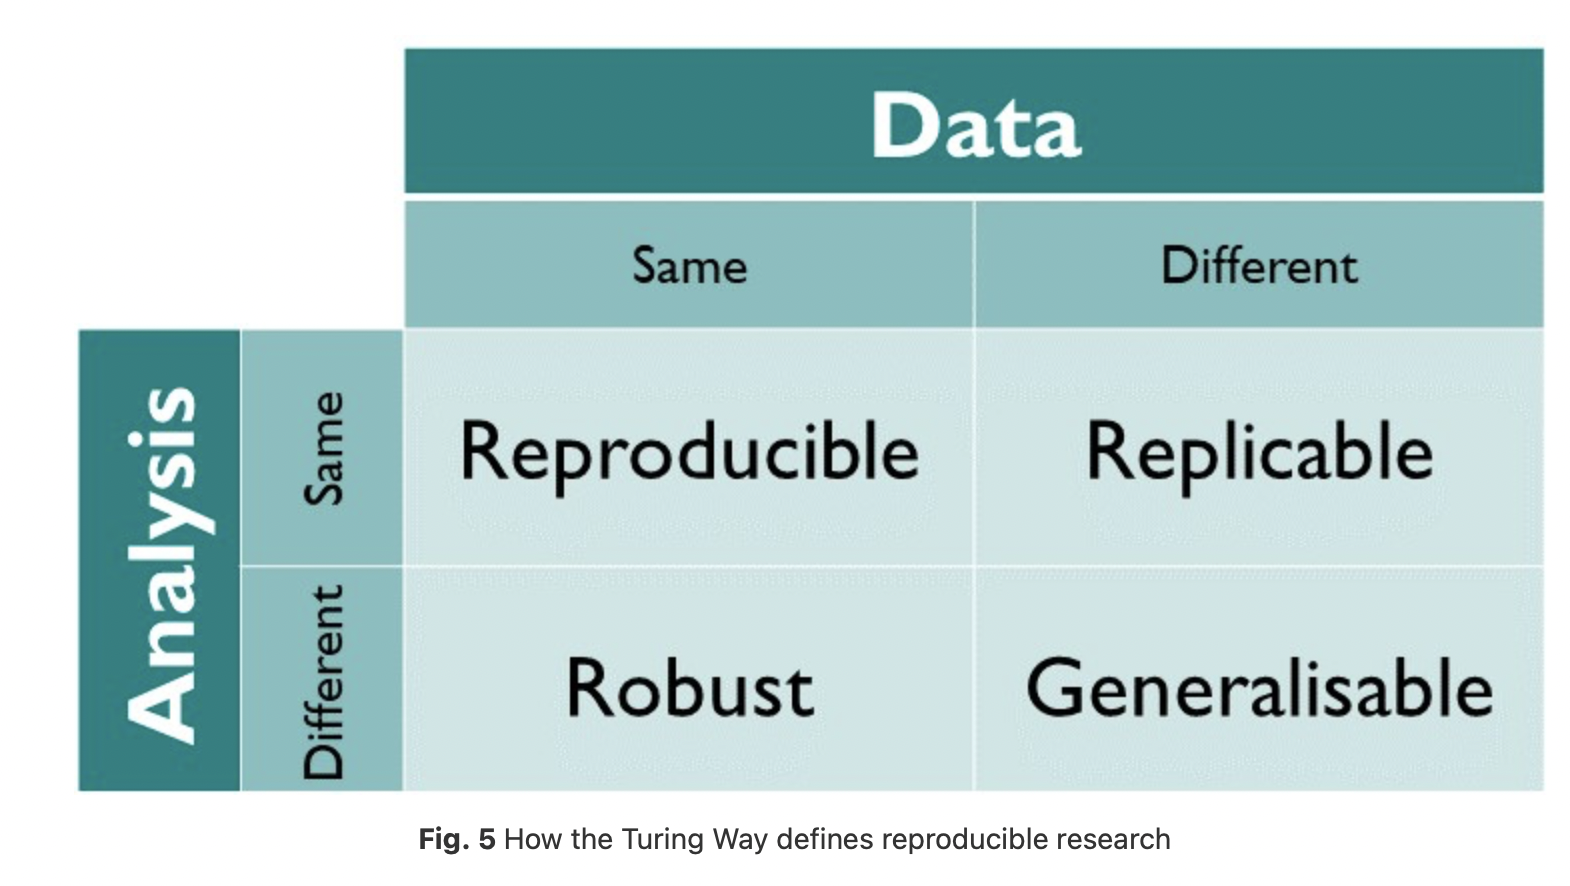 Data
Same Different
Analysis
Same
Reproducible Replicable
Different
Robust Generalisable
Fig. 5 How the Turing Way defines reproducible research